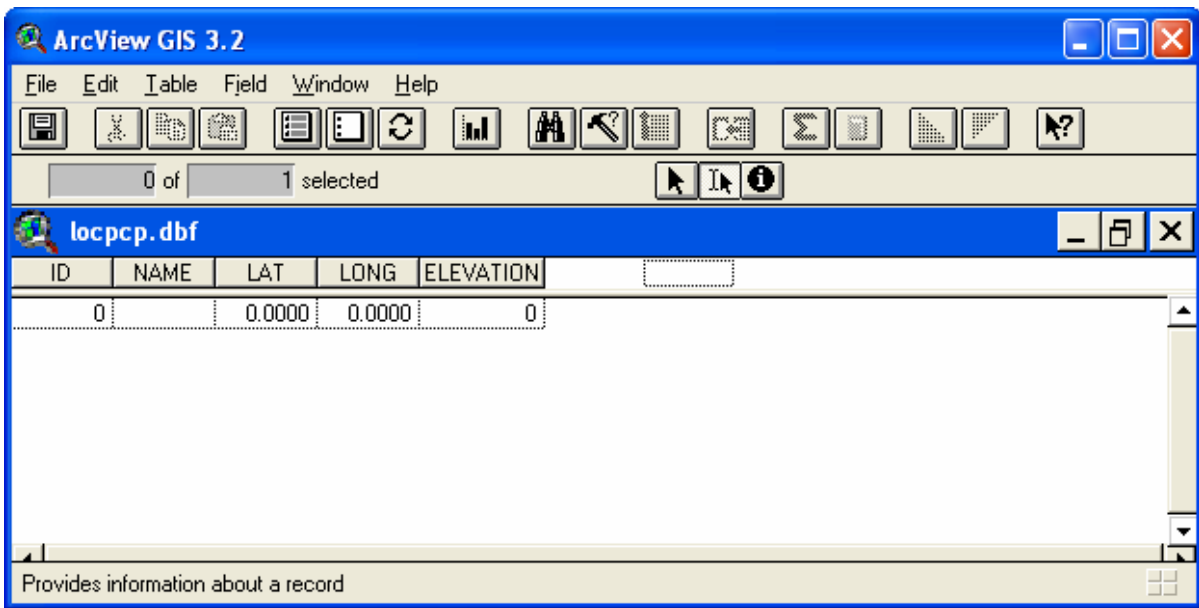 ArcView GIS 3.2
File Edit Table Field Window Help
0 of 1 selected
locpcp.dbf
ID NAME LAT LONG ELEVATION
0 0.0000 0.0000 0
Provides information about a record